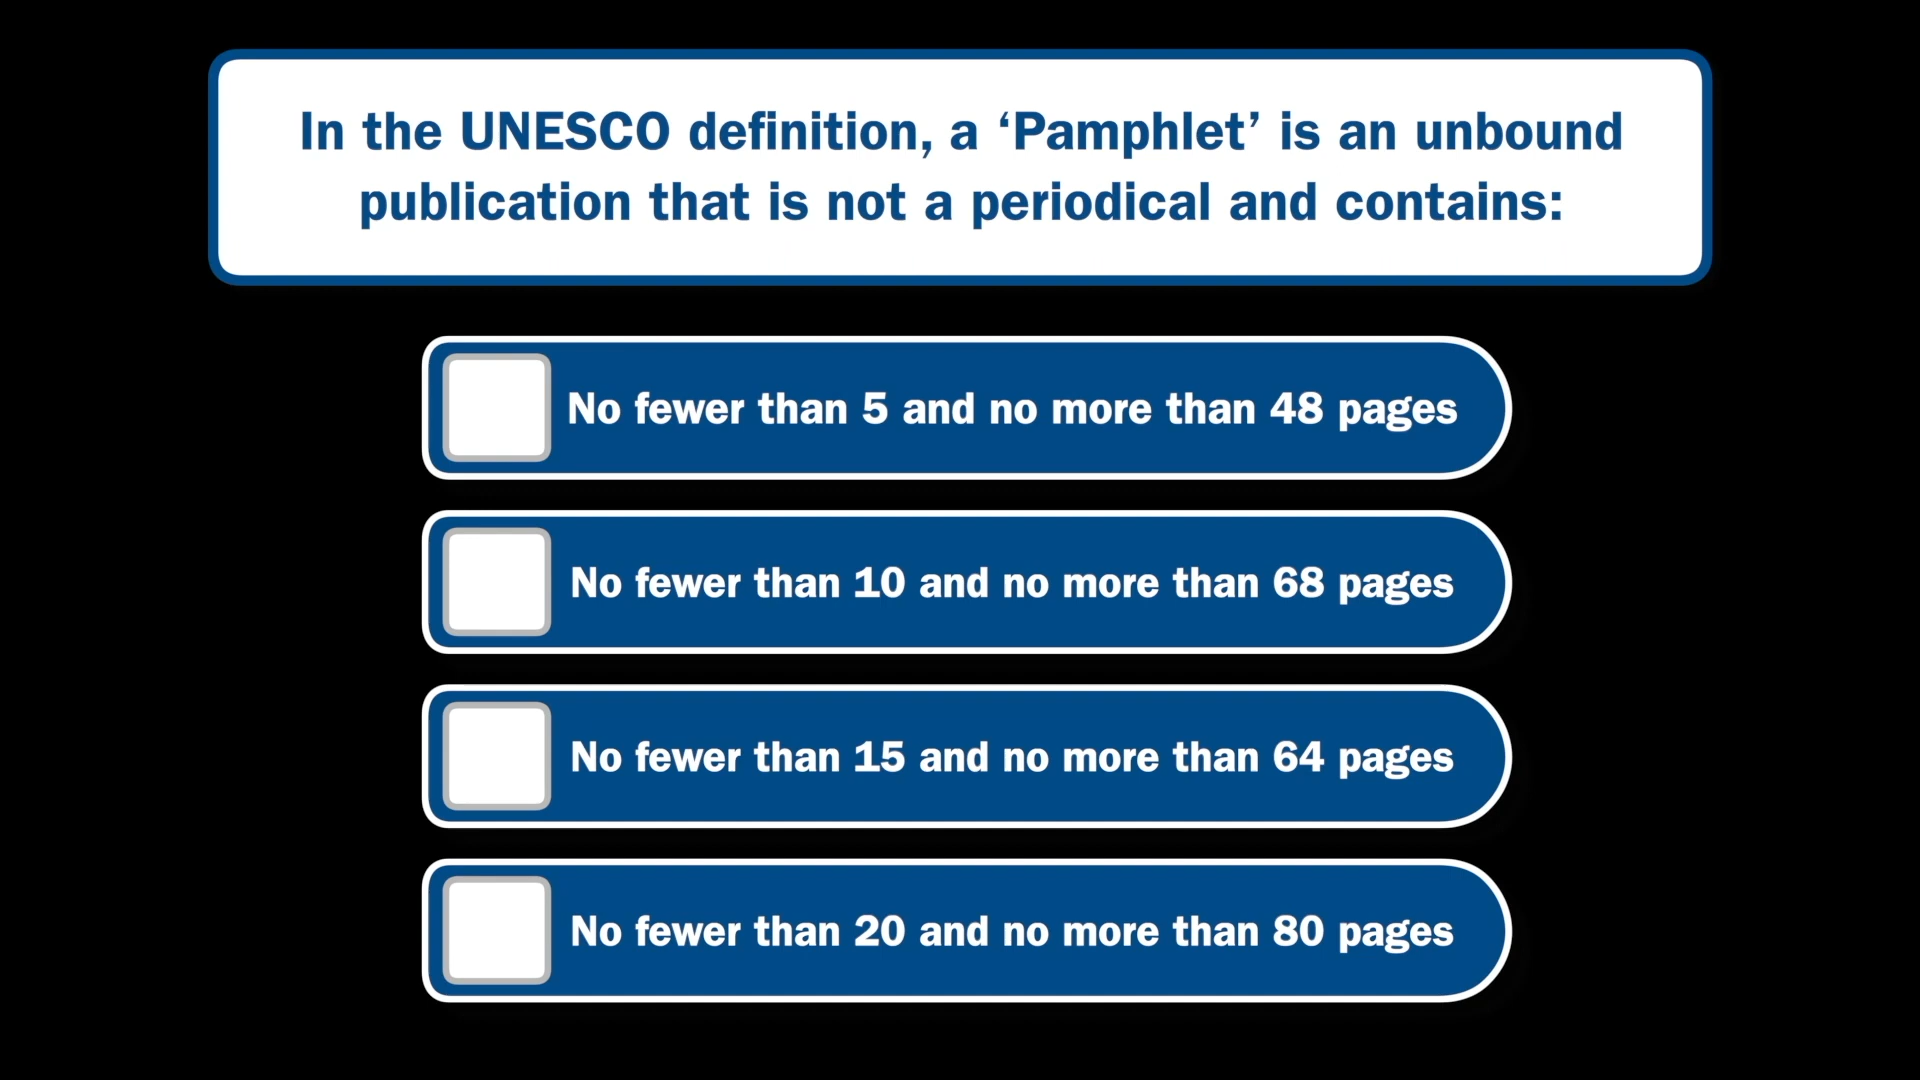 In the UNESCO definition, a ‘Pamphlet’ is an unbound
publication that is not a periodical and contains:
No fewer than 5 and no more than 48 pages
No fewer than 10 and no more than 68 pages
No fewer than 15 and no more than 64 pages
No fewer than 20 and no more than 80 pages